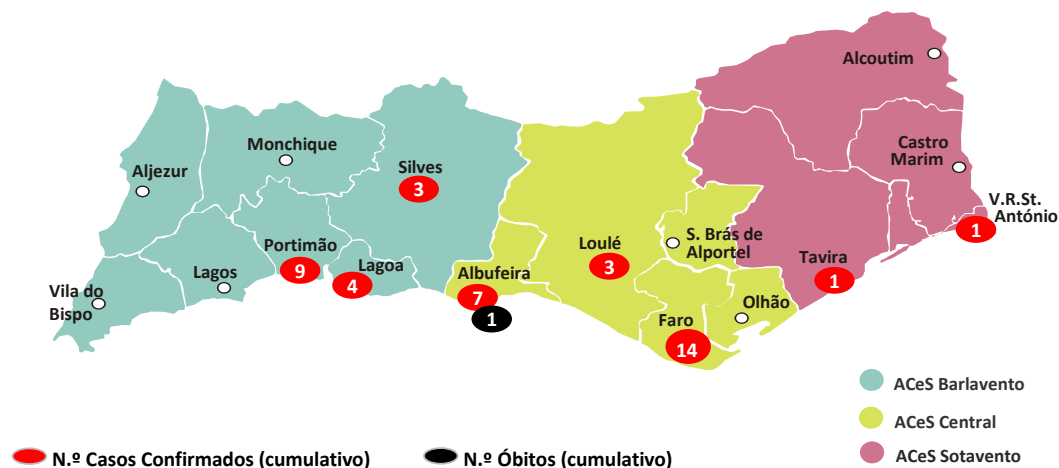 Alcoutim
Monchique
Castro
Marim
Aljezur
Silves
3
V.R.St.
António
1
S. Brás de
Alportel
Portimão
9
Loulé
3
Lagos
Lagoa
4
Albufeira
7
1
Tavira
1
Vila do
Bispo
Olhão
Faro
14
ACeS Barlavento
ACeS Central
ACeS Sotavento
N.º Casos Confirmados (cumulativo)
N.º Óbitos (cumulativo)